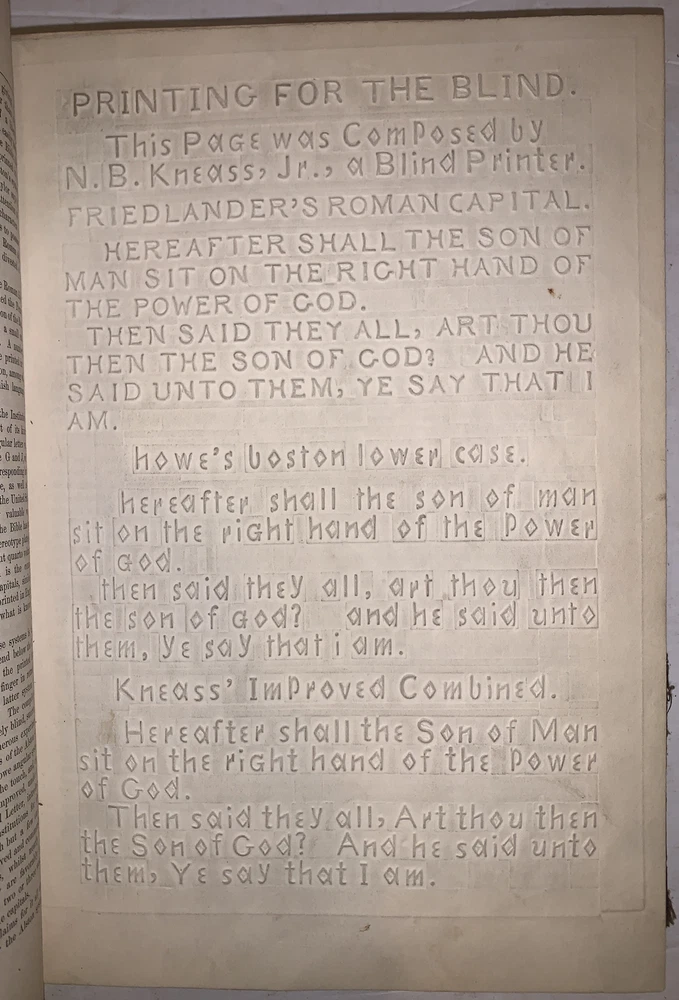 PRINTING FOR THE BLIND.
This Page was Composed by
N. B. Kneass, Jr., a Blind Printer.
FRIEDLANDER'S ROMAN CAPITAL.
HEREAFTER SHALL THE SON OF
MAN SIT ON THE RIGHT HAND OF
THE POWER OF GOD.
THEN SAID THEY ALL, ART THOU
THEN THE SON OF GOD? AND HE
SAID UNTO THEM, YE SAY THAT I
AM.
howe's boston lower case.
hereafter shall the son of man
sit on the right hand of the power
of god.
then said they all, art thou then
the son of god? and he said unto
them, ye say that i am.
Kneass' Improved Combined.
Hereafter shall the Son of Man
sit on the right hand of the power
of God.
Then said they all, Art thou then
the Son of God? And he said unto
them, Ye say that I am.